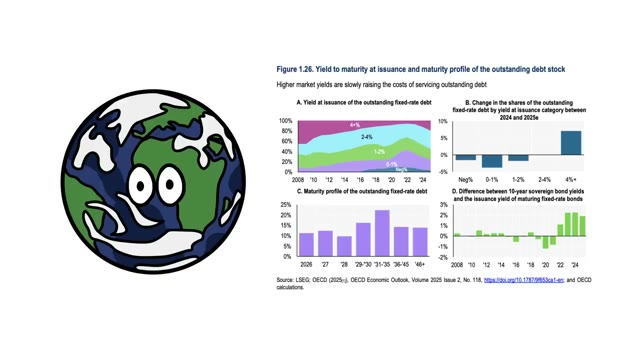 Figure 1.26. Yield to maturity at issuance and maturity profile of the outstanding debt stock
Higher market yields are slowly raising the costs of servicing outstanding debt
A. Yield at issuance of the outstanding fixed-rate debt
100%
80%
60%
40%
20%
0%
4+%
2-4%
1-2%
0-1%
Neg%
2008 '10 '12 '14 '16 '18 '20 '22 '24
B. Change in the shares of the outstanding
fixed-rate debt by yield at issuance category between
2024 and 2025e
10%
5%
0%
-5%
Neg% 0-1% 1-2% 2-4% 4%+
C. Maturity profile of the outstanding fixed-rate debt
25%
20%
15%
10%
5%
0%
2026 '27 '28 '29-'30 '31-'35 '36-'45 '46+
D. Difference between 10-year sovereign bond yields
and the issuance yield of maturing fixed-rate bonds
3%
2%
1%
0%
-1%
-2%
2008 '10 '12 '14 '16 '18 '20 '22 '24
Source: LSEG; OECD (2025), OECD Economic Outlook, Volume 2025 Issue 2, No. 118, https://doi.org/10.1787/9f653ca1-en; and OECD
calculations.